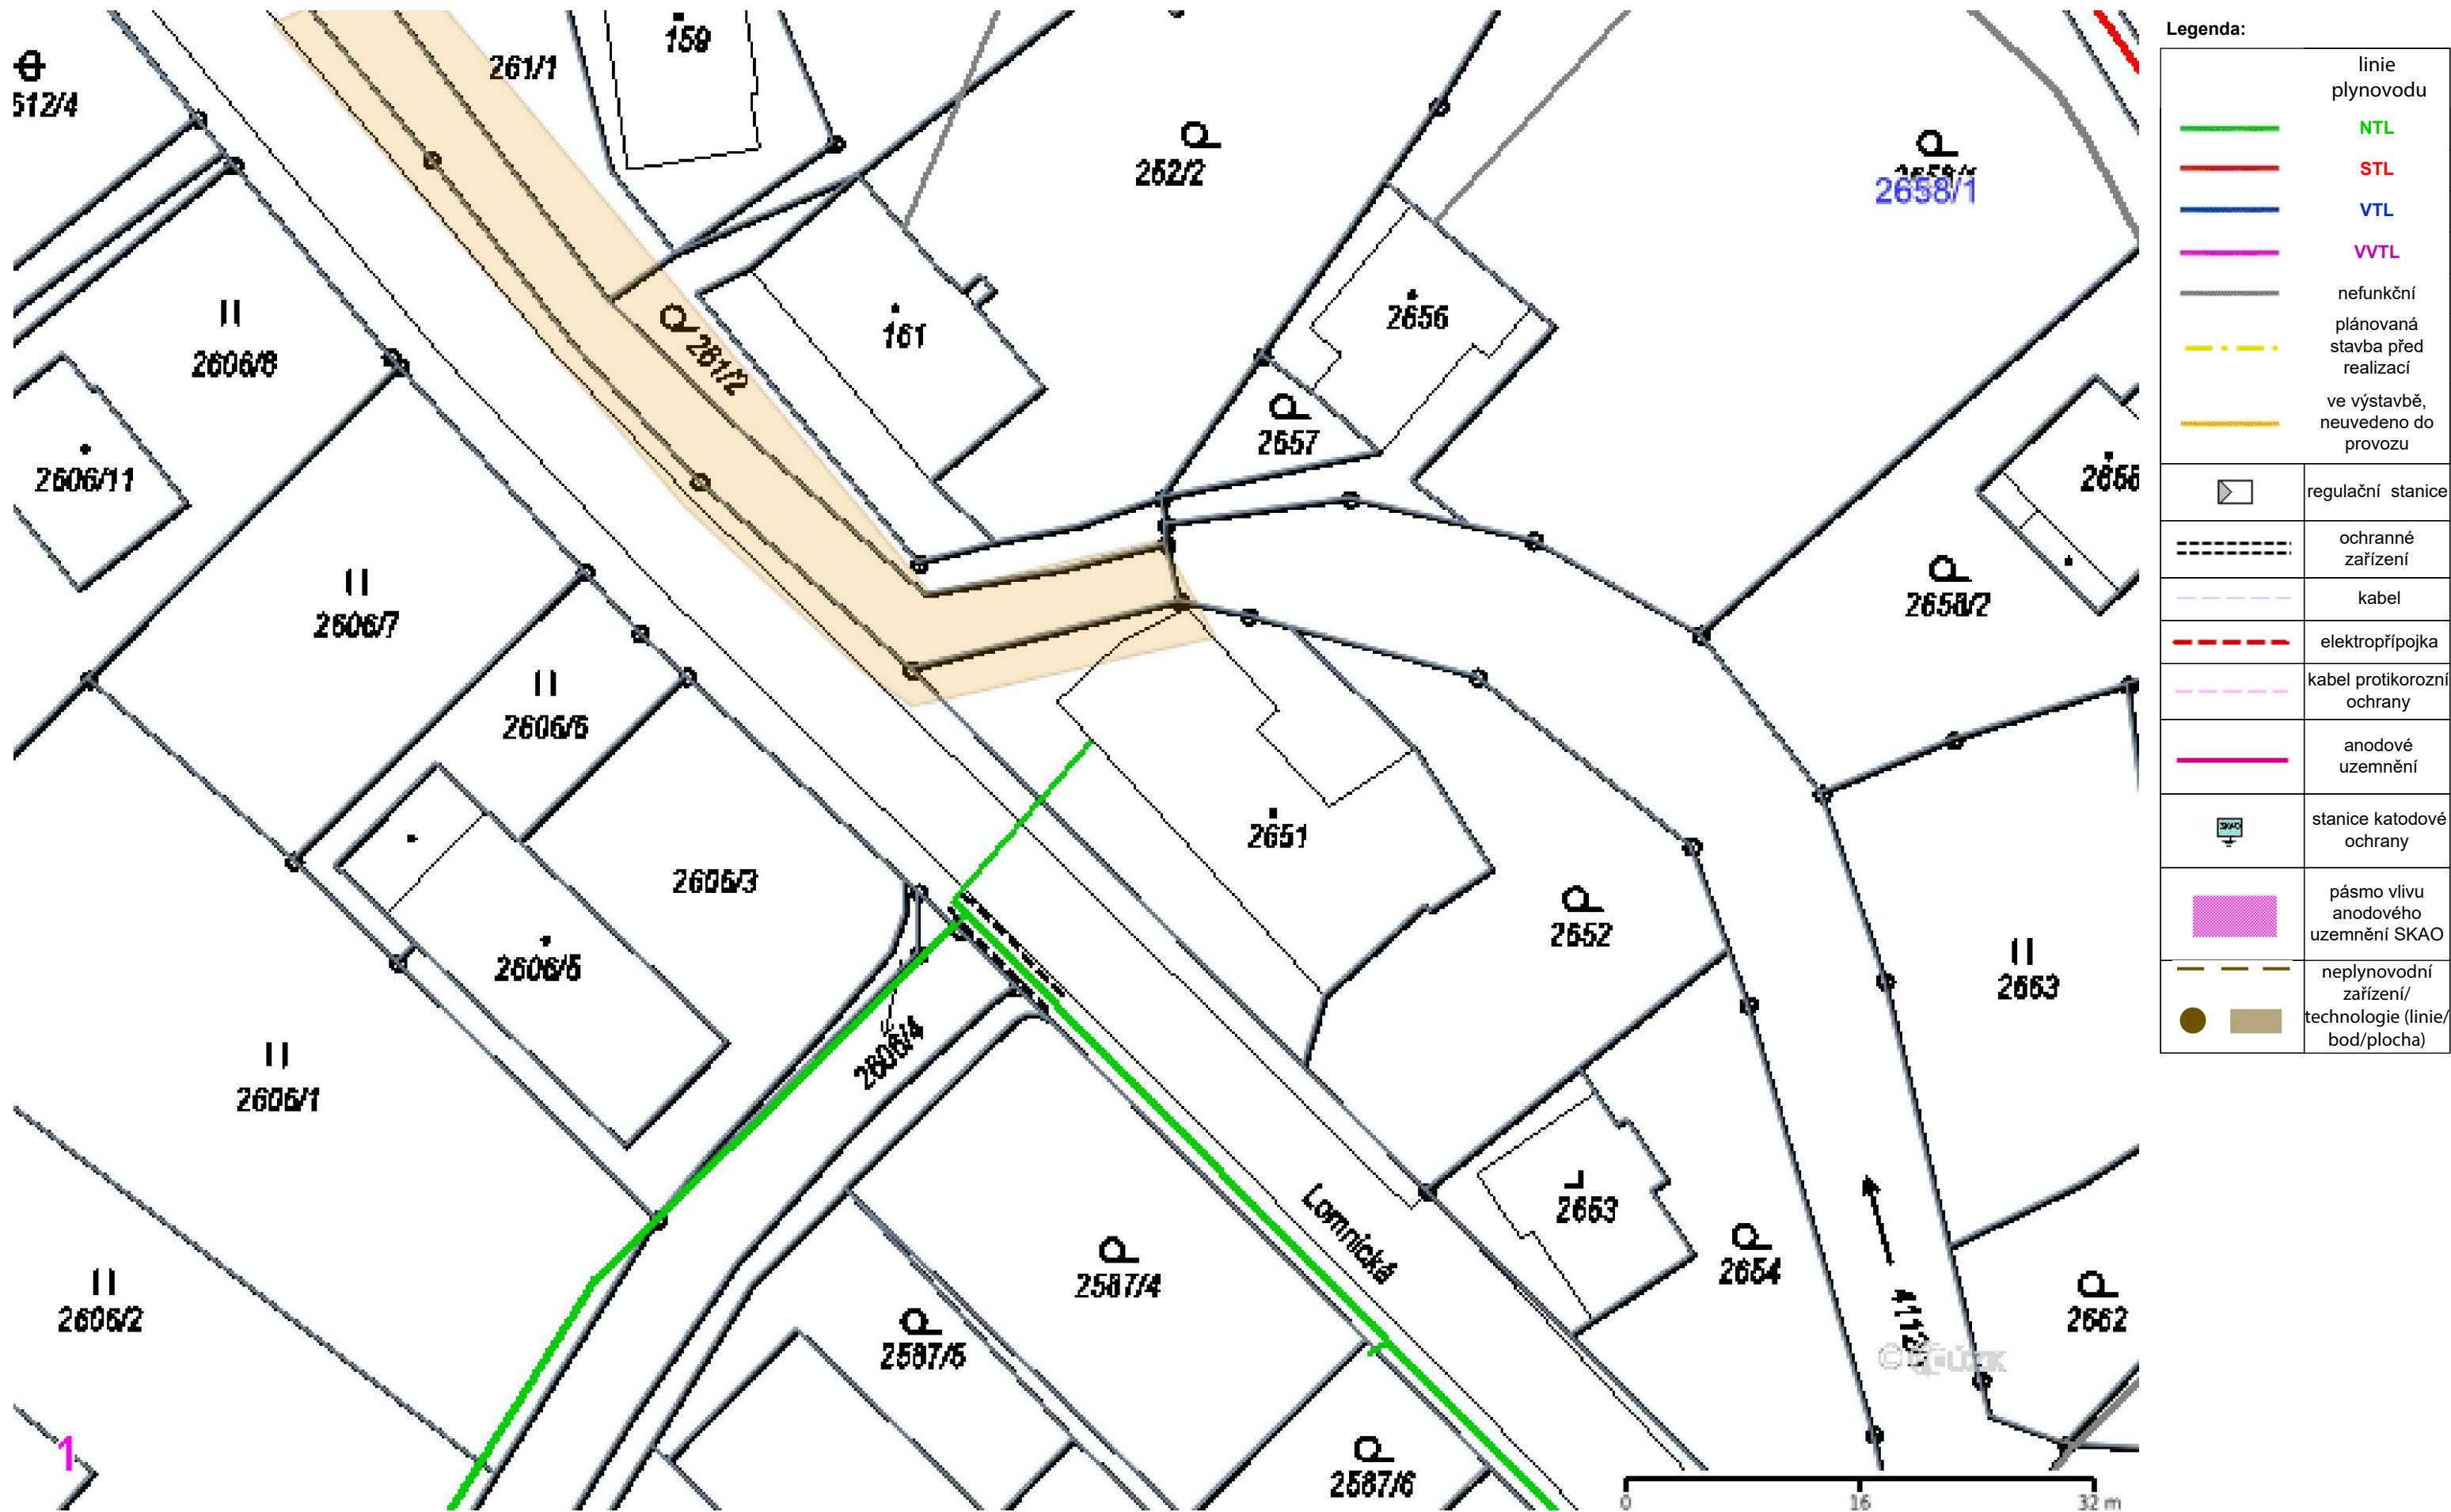 159
261/1
512/4
252/2
2658/1
2606/8
161
2656
261/2
2657
2606/11
2606/7
2658/2
2606/6
2651
2606/3
2652
2606/5
2663
2606/4
2606/1
Lomnická
2653
2654
2587/4
2606/2
2587/5
2662
1
2587/6
0
16
32 m
Legenda:
linie
plynovodu
NTL
STL
VTL
VVTL
nefunkční
plánovaná
stavba před
realizací
ve výstavbě,
neuvedeno do
provozu
regulační stanice
ochranné
zařízení
kabel
elektropřípojka
kabel protikorozní
ochrany
anodové
uzemnění
SKAO
stanice katodové
ochrany
pásmo vlivu
anodového
uzemnění SKAO
neplynovodní
zařízení/
technologie (linie/
bod/plocha)